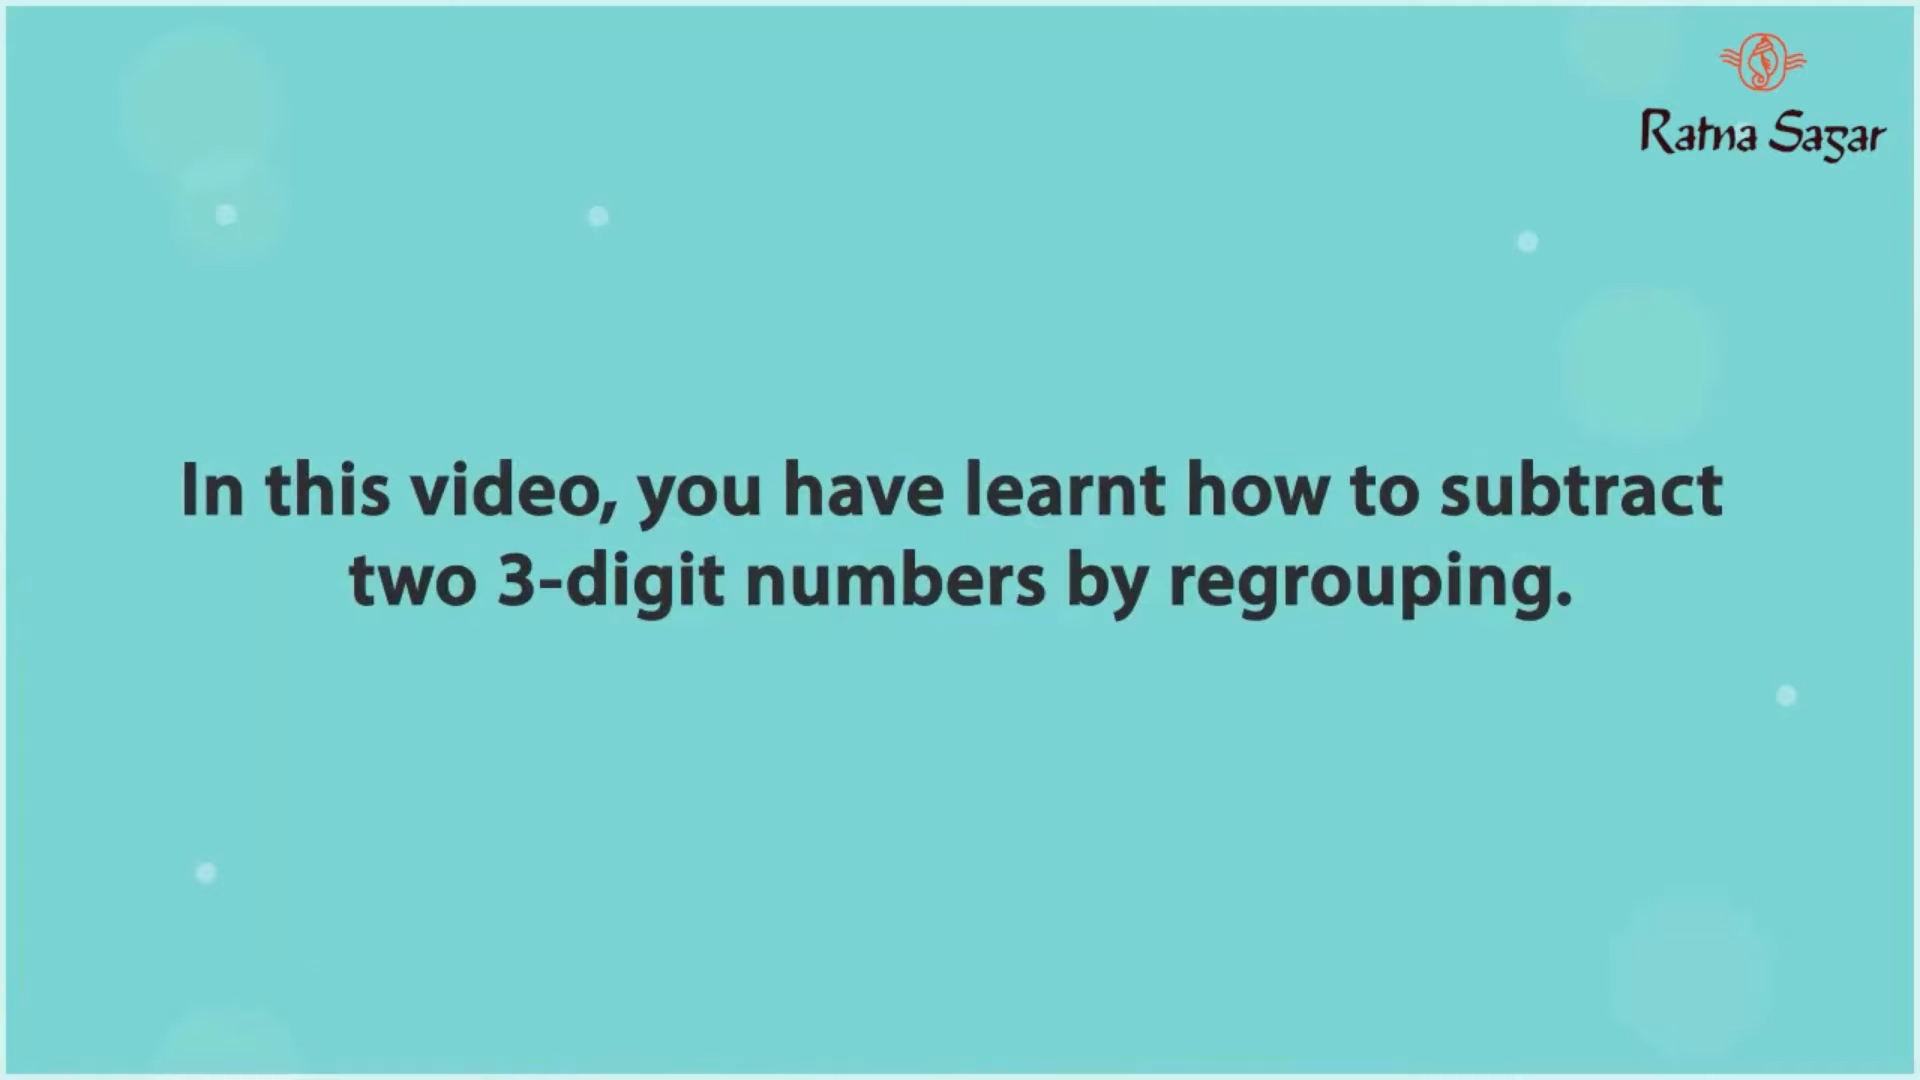 Ratna Sagar
In this video, you have learnt how to subtract
two 3-digit numbers by regrouping.